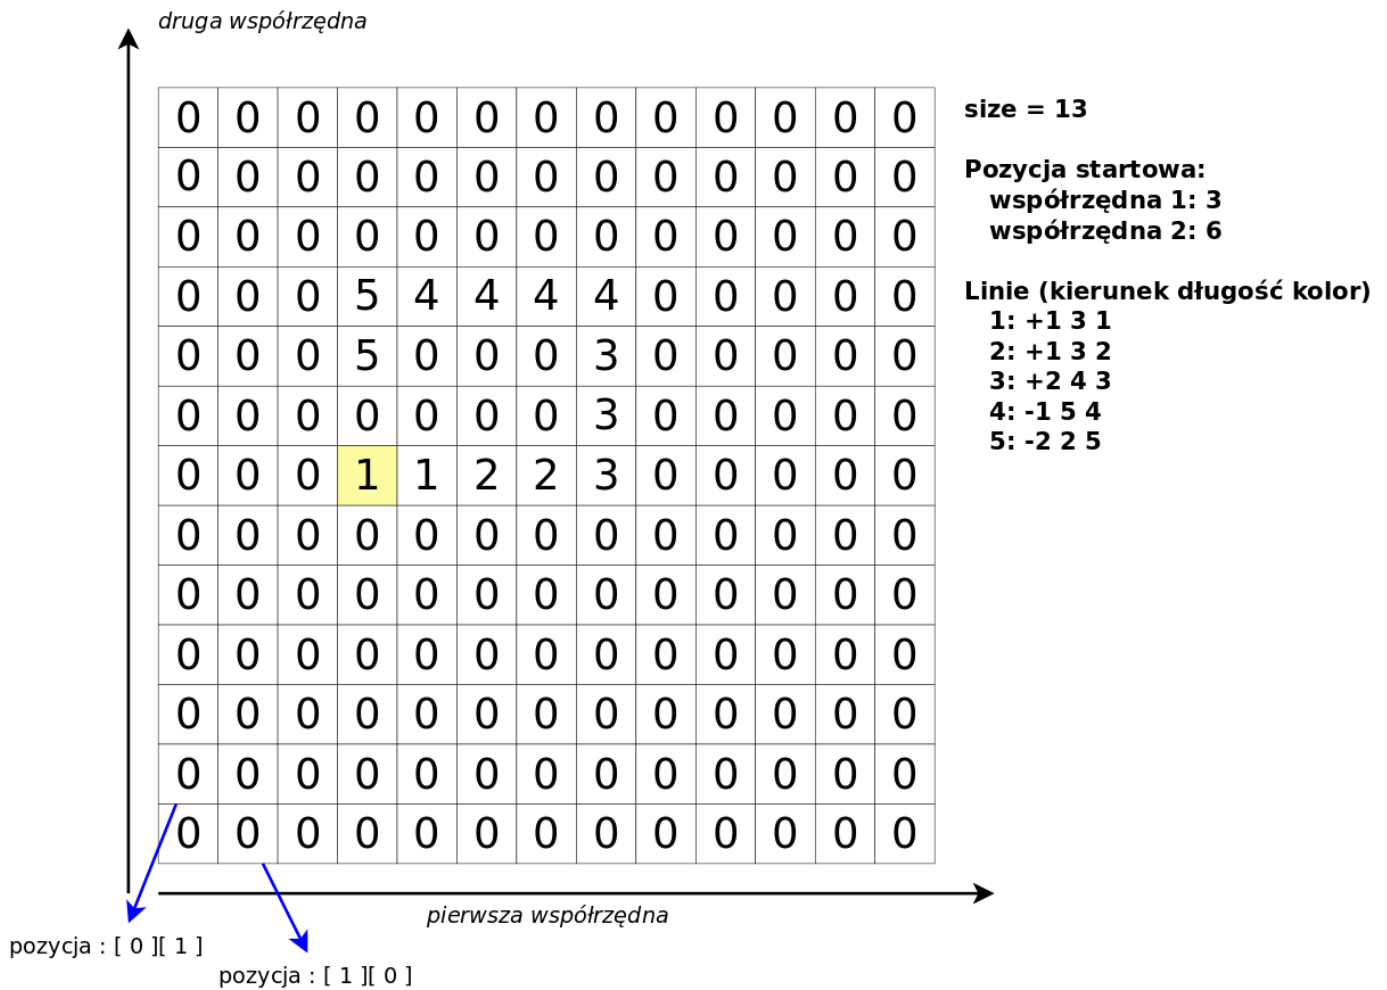 druga współrzędna
0 0 0 0 0 0 0 0 0 0 0 0 0
0 0 0 0 0 0 0 0 0 0 0 0 0
0 0 0 0 0 0 0 0 0 0 0 0 0
0 0 0 5 4 4 4 4 0 0 0 0 0
0 0 0 5 0 0 0 3 0 0 0 0 0
0 0 0 0 0 0 0 3 0 0 0 0 0
0 0 0 1 1 2 2 3 0 0 0 0 0
0 0 0 0 0 0 0 0 0 0 0 0 0
0 0 0 0 0 0 0 0 0 0 0 0 0
0 0 0 0 0 0 0 0 0 0 0 0 0
0 0 0 0 0 0 0 0 0 0 0 0 0
0 0 0 0 0 0 0 0 0 0 0 0 0
0 0 0 0 0 0 0 0 0 0 0 0 0
size = 13
Pozycja startowa:
współrzędna 1: 3
współrzędna 2: 6
Linie (kierunek długość kolor)
1: +1 3 1
2: +1 3 2
3: +2 4 3
4: -1 5 4
5: -2 2 5
pierwsza współrzędna
pozycja : [ 0 ][ 1 ]
pozycja : [ 1 ][ 0 ]